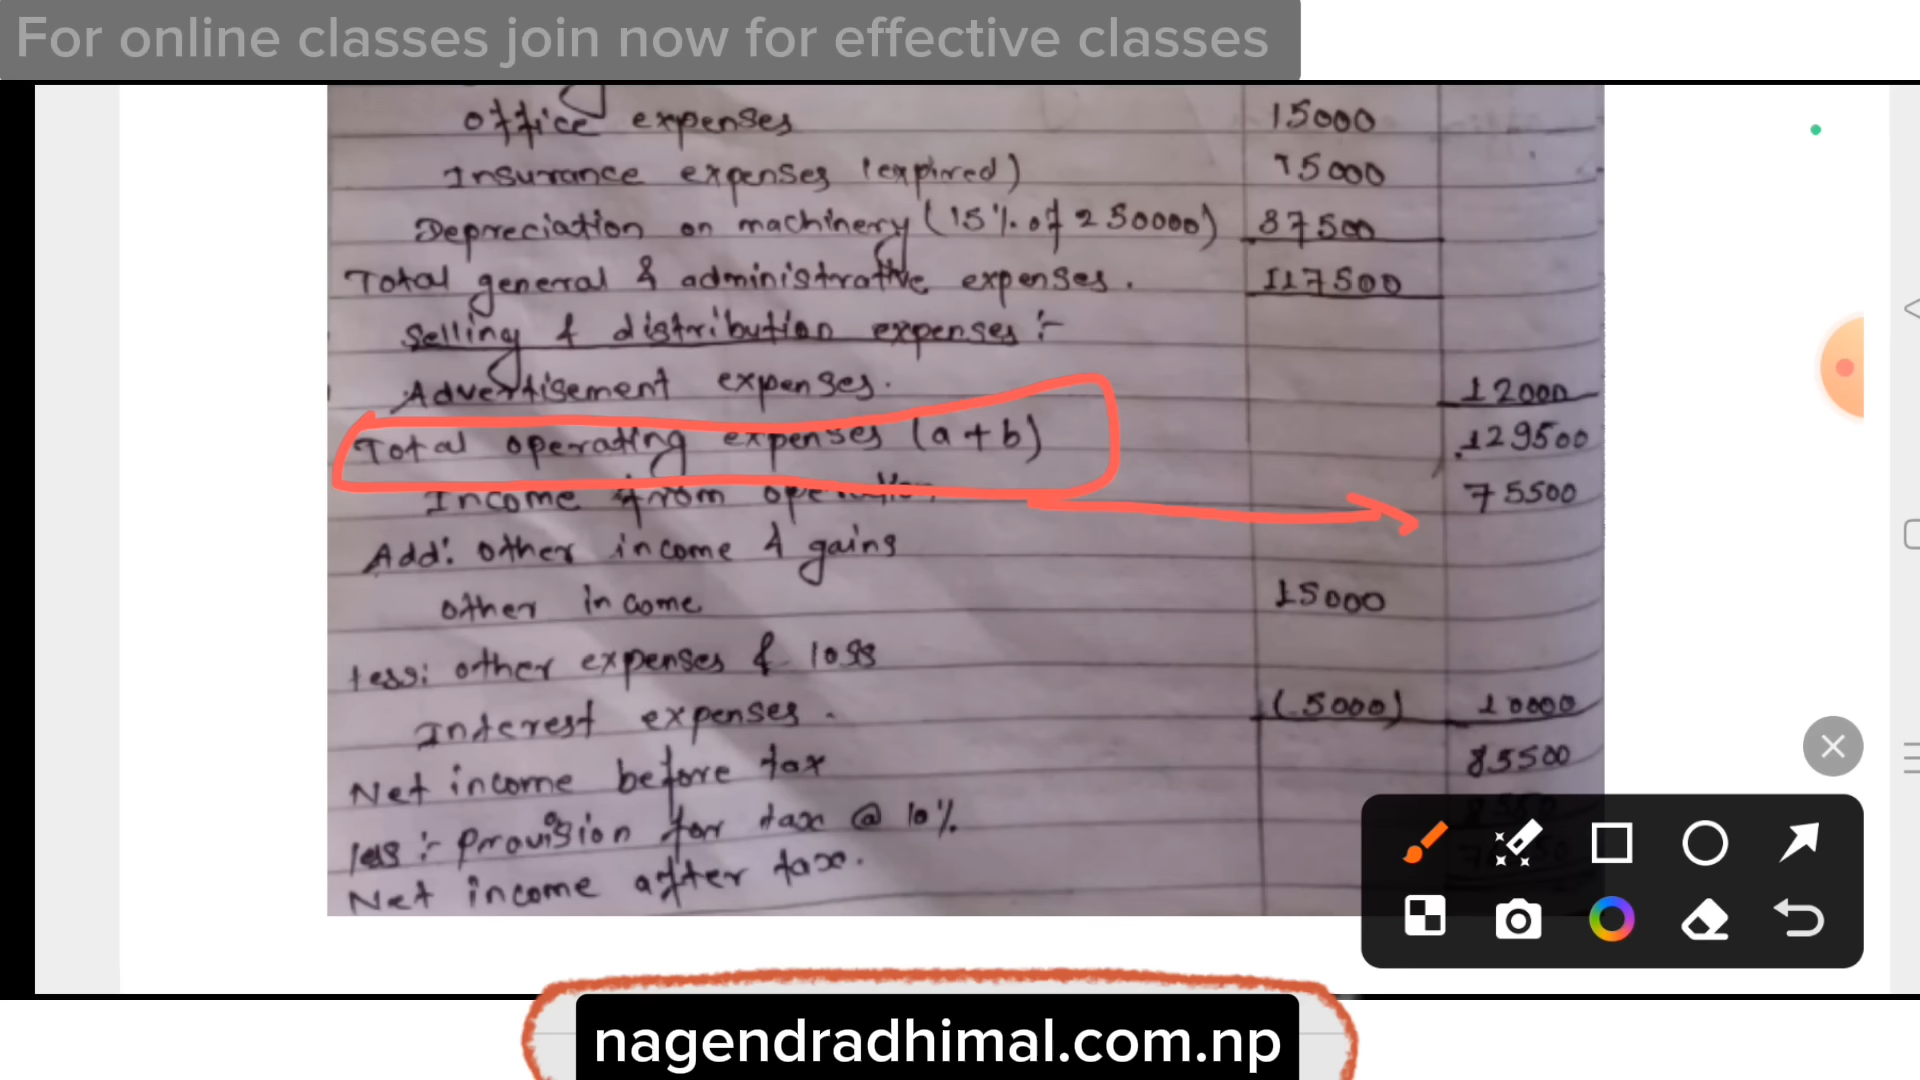 For online classes join now for effective classes
office expenses 15000
Insurance expenses (expired) 15000
Depreciation on machinery (15% of 250000) 87500
Total general & administrative expenses. 117500
Selling & distribution expenses :-
Advertisement expenses. 12000
Total operating expenses (a+b) 129500
Income from operation 75500
Add: other income & gains
other income 15000
less: other expenses & loss
Interest expenses. (5000) 10000
Net income before tax 85500
less :- provision for tax @ 10%
Net income after tax.
nagendradhimal.com.np